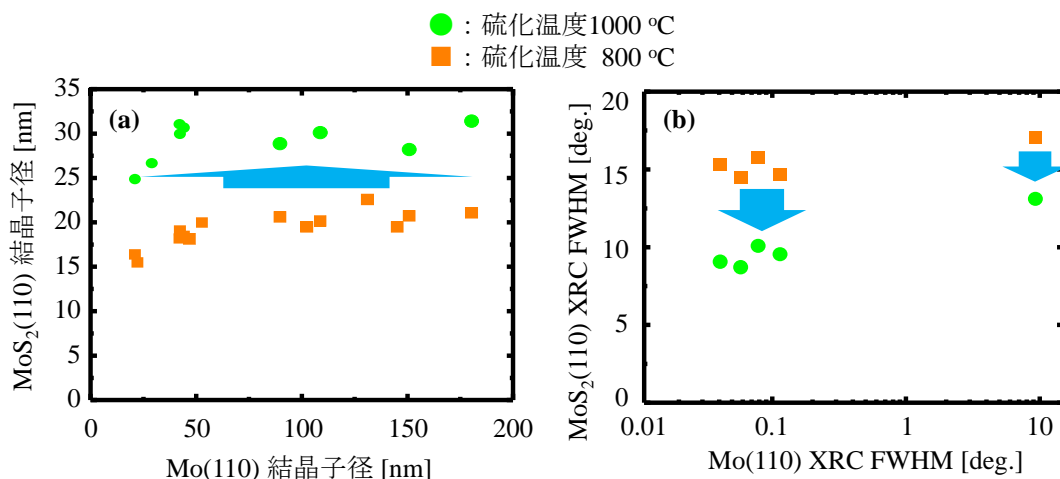 : 硫化温度1000 ºC
: 硫化温度 800 ºC
(a)
MoS2(110) 結晶子径 [nm]
35
30
25
20
15
10
5
0
0 50 100 150 200
Mo(110) 結晶子径 [nm]
(b)
MoS2(110) XRC FWHM [deg.]
20
15
10
5
0
0.01 0.1 1 10
Mo(110) XRC FWHM [deg.]